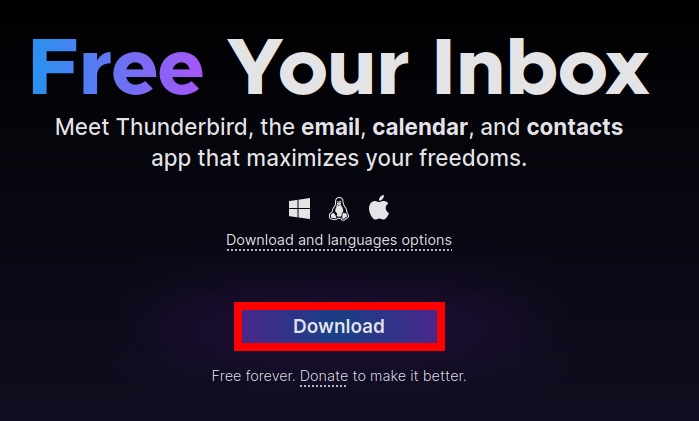 Free Your Inbox
Meet Thunderbird, the email, calendar, and contacts
app that maximizes your freedoms.
Download and languages options
Download
Free forever. Donate to make it better.